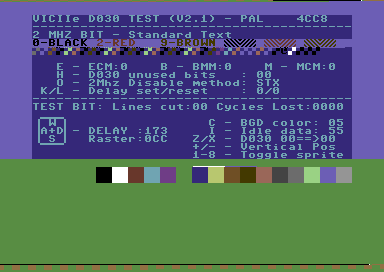 VICIIe D030 TEST (V2.1) - PAL 4CC8
2 MHZ BIT - Standard Text
0-BLACK 2-RED 9-BROWN
E - ECM:0 B - BMM:0 M - MCM:0
H - D030 unused bits : 00
O - 2Mhz Disable method: STX
K/L - Delay set/reset : 0/0
TEST BIT: Lines cut:00 Cycles Lost:0000
W C - BGD color: 05
A+D - DELAY :173 I - Idle data: 55
S Raster:0CC Z/X - D030 00==>00
+/- - Vertical Pos
1-8 - Toggle sprite